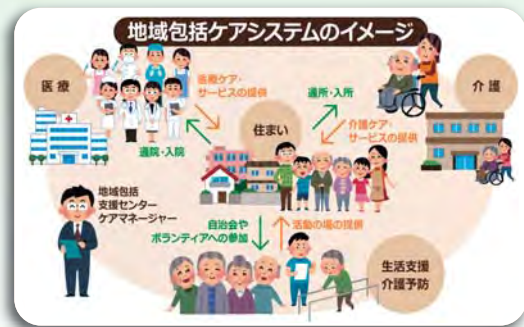 地域包括ケアシステムのイメージ
医療
医療ケア・
サービスの提供
通院・入院
住まい
通所・入所
介護ケア・
サービスの提供
介護
地域包括
支援センター
ケアマネージャー
自治会や
ボランティアへの参加
活動の場の提供
生活支援
介護予防